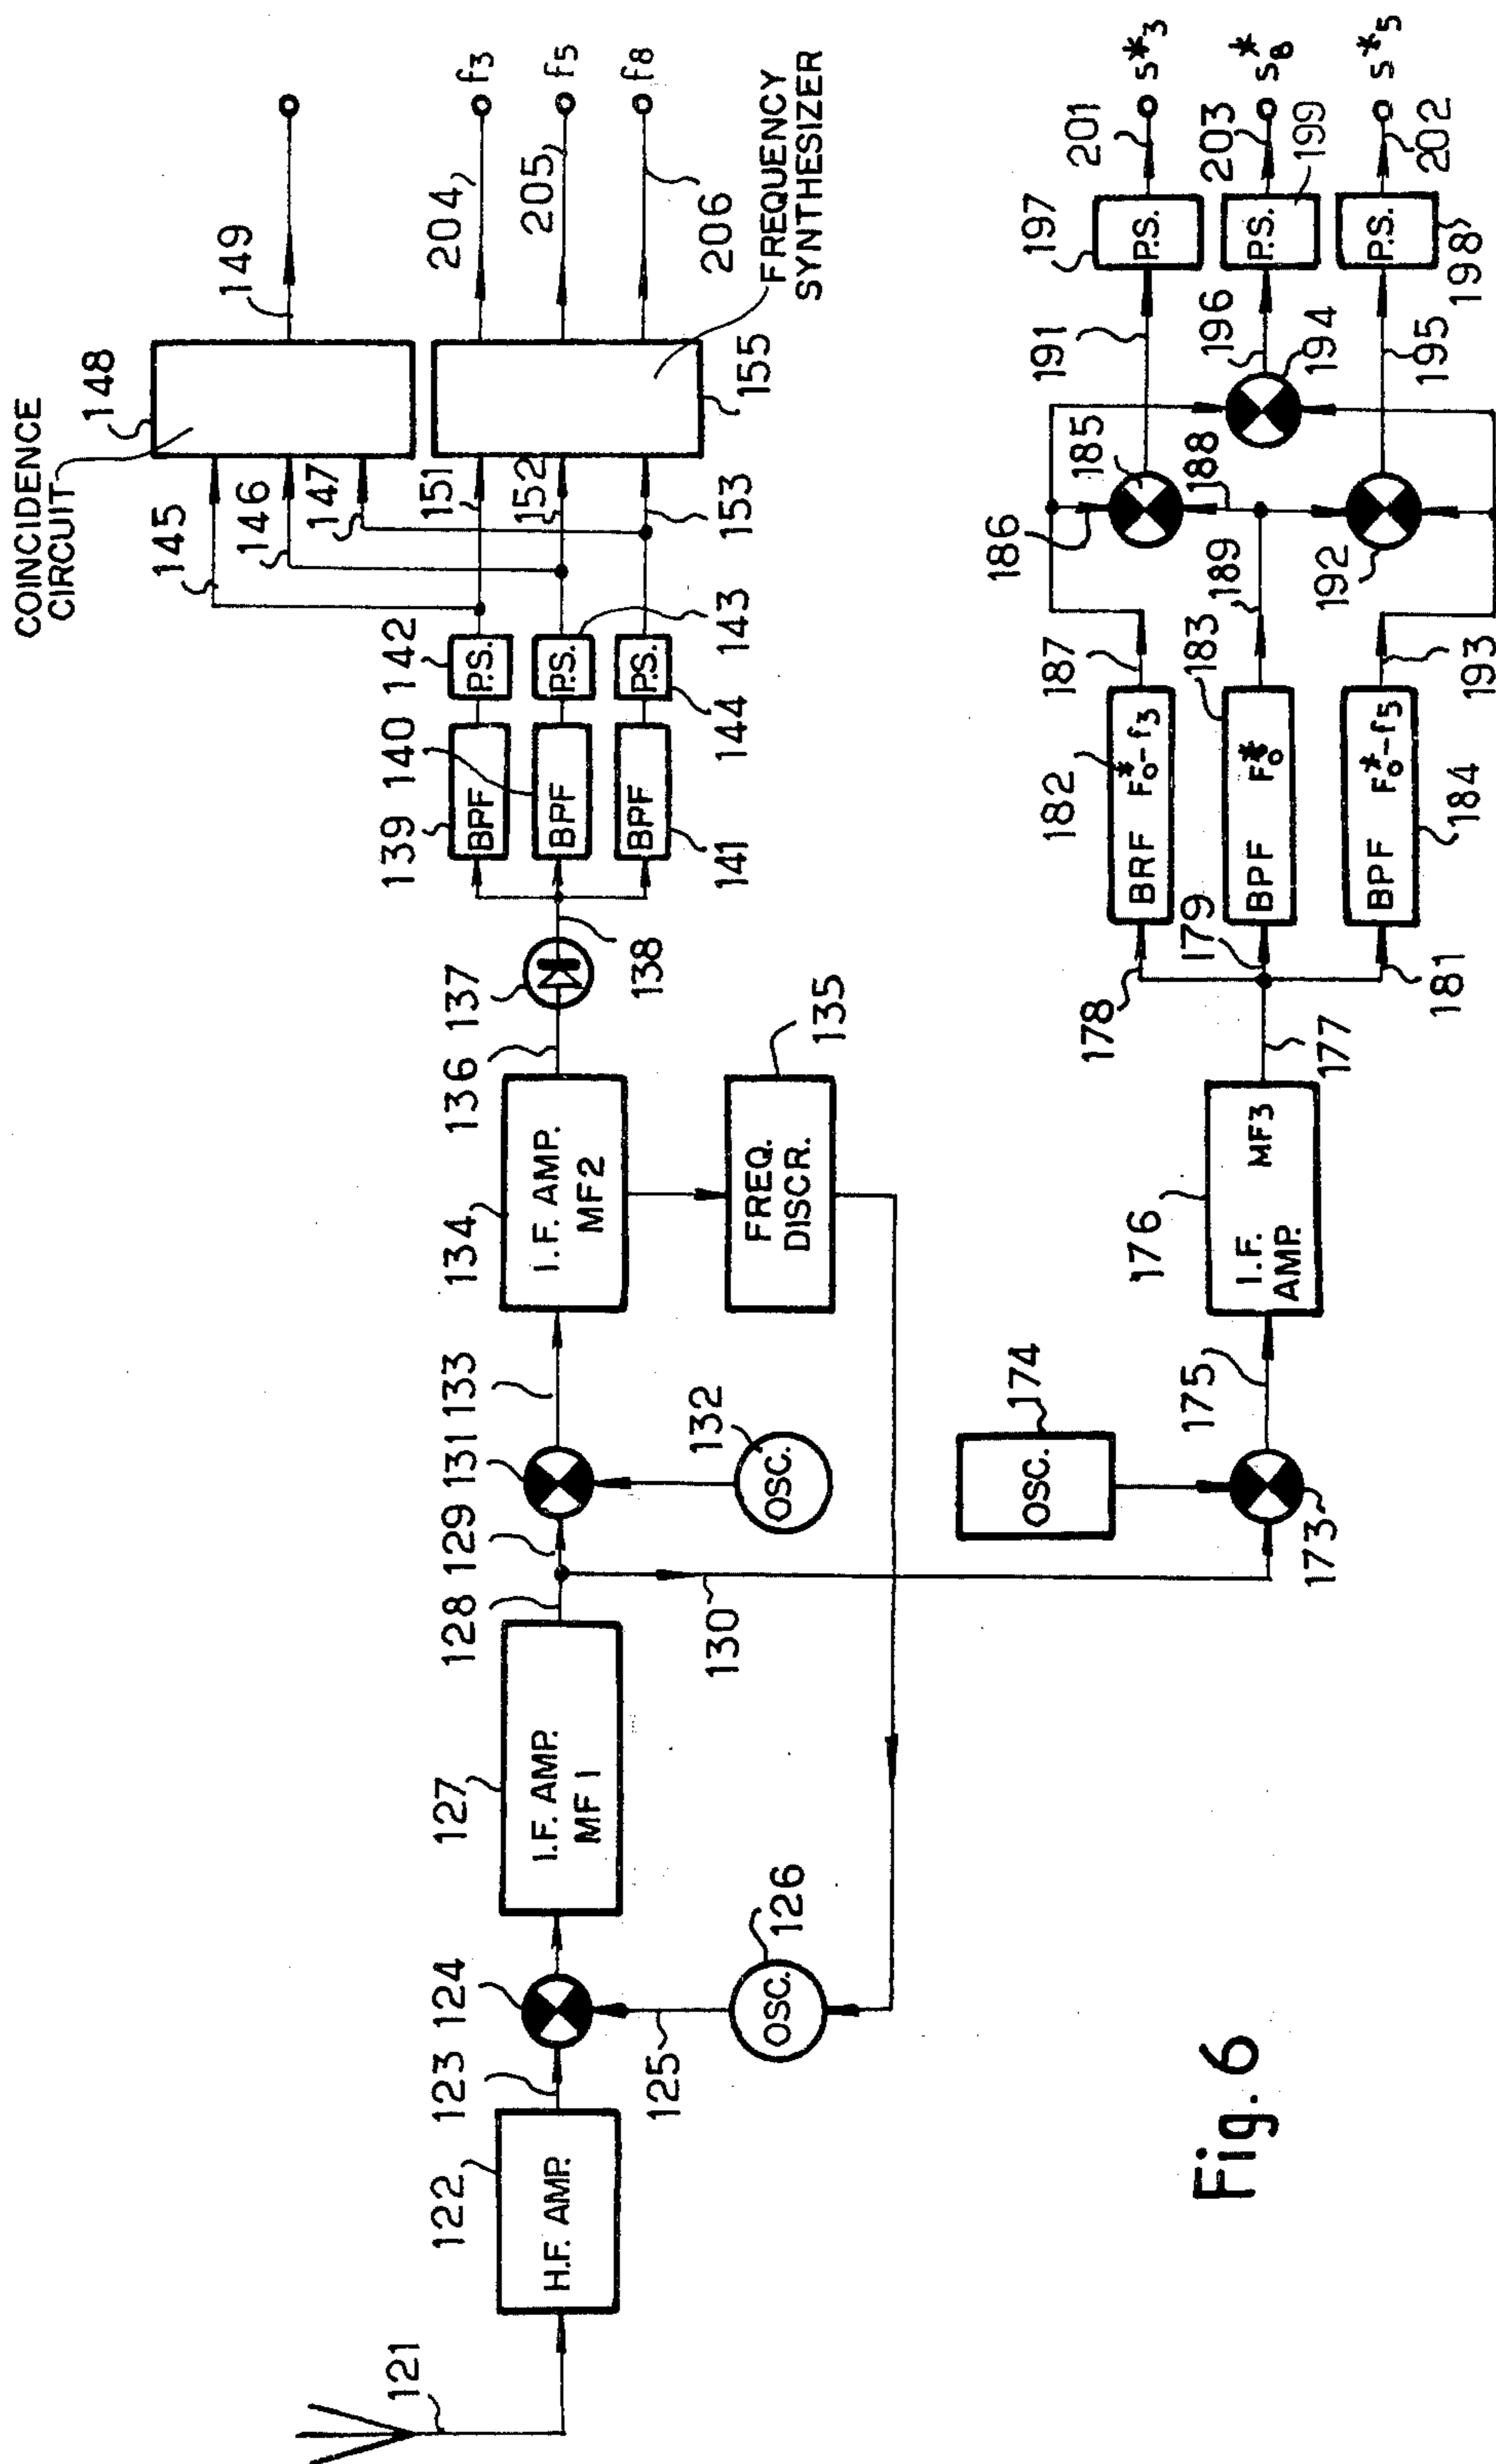 COINCIDENCE
CIRCUIT
148
149
145
146
147
151
152
153
155
204
f3
205
f5
206
f8
FREQUENCY
SYNTHESIZER
139
BPF
140
BPF
141
BPF
142
P.S.
143
P.S.
144
P.S.
138
137
136
134
I.F. AMP.
MF2
135
FREQ.
DISCR.
133
131
132
OSC.
129
128
130
127
I.F. AMP.
MF 1
124
123
125
126
OSC.
122
H.F. AMP.
121
174
OSC.
173
175
176
I.F.
AMP.
MF3
177
178
179
181
182
BRF F*o-f3
183
BPF F*o
184
BPF F*o-f5
187
189
193
186
185
188
192
194
191
196
195
197
P.S.
199
P.S.
198
P.S.
201
s*3
203
s*8
202
s*5
Fig. 6